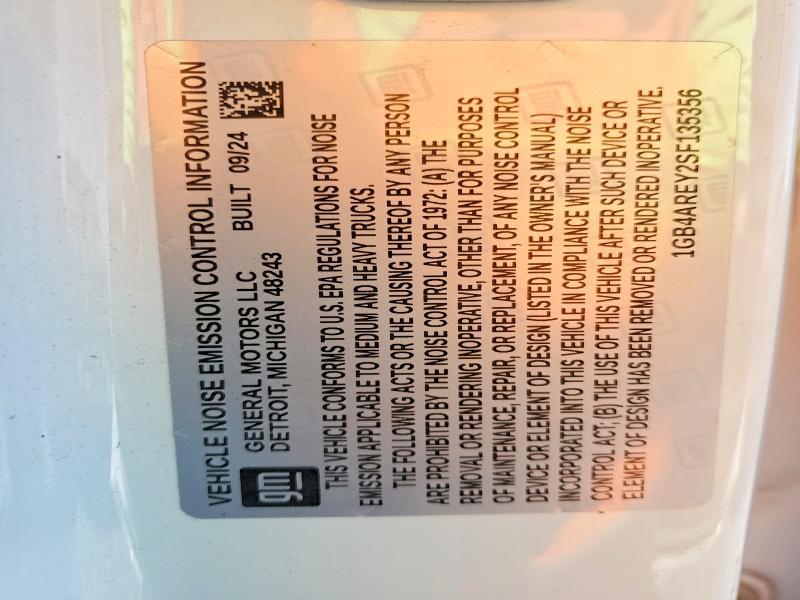 VEHICLE NOISE EMISSION CONTROL INFORMATION
gm
GENERAL MOTORS LLC BUILT 09/24
DETROIT, MICHIGAN 48243
THIS VEHICLE CONFORMS TO U.S. EPA REGULATIONS FOR NOISE
EMISSION APPLICABLE TO MEDIUM AND HEAVY TRUCKS.
THE FOLLOWING ACTS OR THE CAUSING THEREOF BY ANY PERSON
ARE PROHIBITED BY THE NOISE CONTROL ACT OF 1972: (A) THE
REMOVAL OR RENDERING INOPERATIVE, OTHER THAN FOR PURPOSES
OF MAINTENANCE, REPAIR, OR REPLACEMENT, OF ANY NOISE CONTROL
DEVICE OR ELEMENT OF DESIGN (LISTED IN THE OWNER'S MANUAL)
INCORPORATED INTO THIS VEHICLE IN COMPLIANCE WITH THE NOISE
CONTROL ACT; (B) THE USE OF THIS VEHICLE AFTER SUCH DEVICE OR
ELEMENT OF DESIGN HAS BEEN REMOVED OR RENDERED INOPERATIVE.
1GB4AREY2SF135356